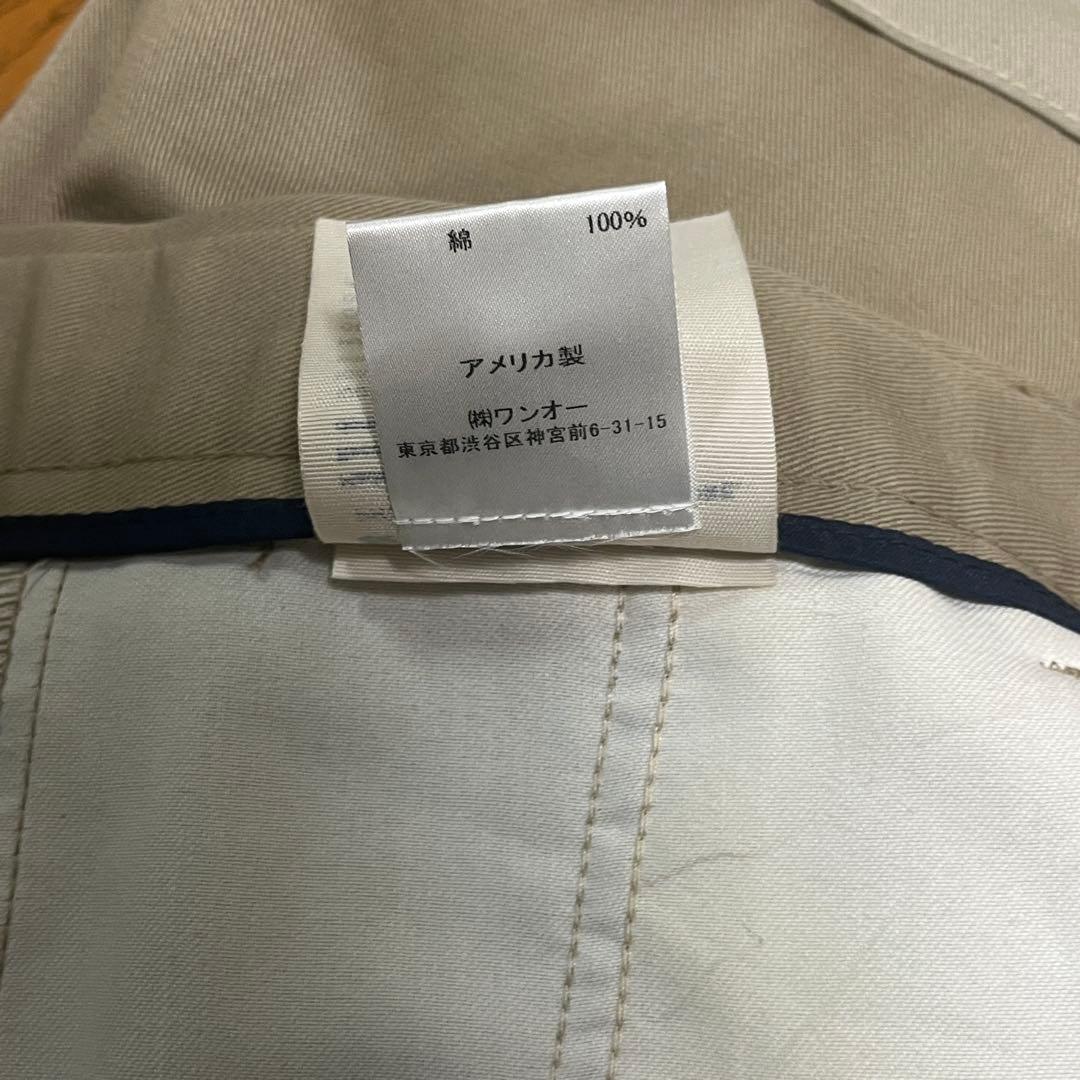 綿 100%
アメリカ製
㈱ワンオー
東京都渋谷区神宮前6-31-15